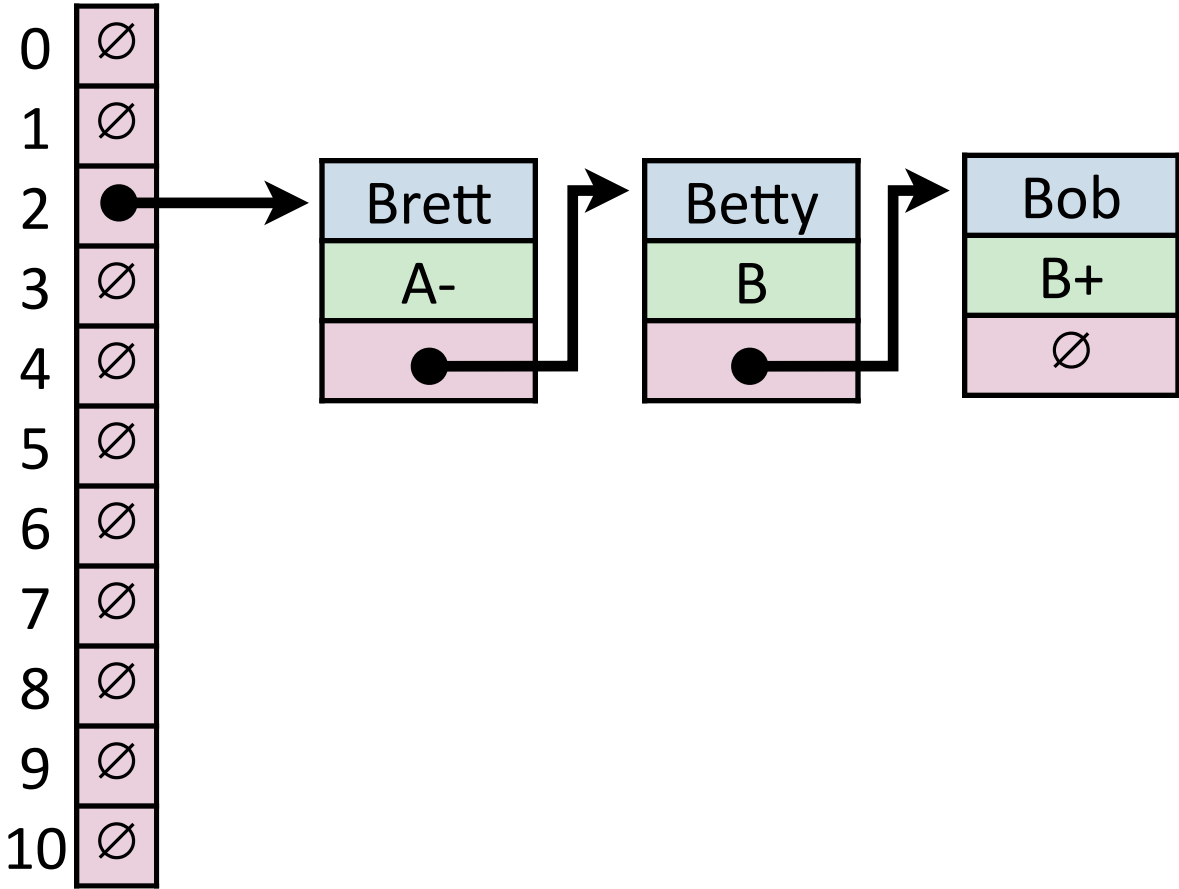 0 ∅
1 ∅
2
3 ∅
4 ∅
5 ∅
6 ∅
7 ∅
8 ∅
9 ∅
10 ∅
Brett
A-
Betty
B
Bob
B+
∅